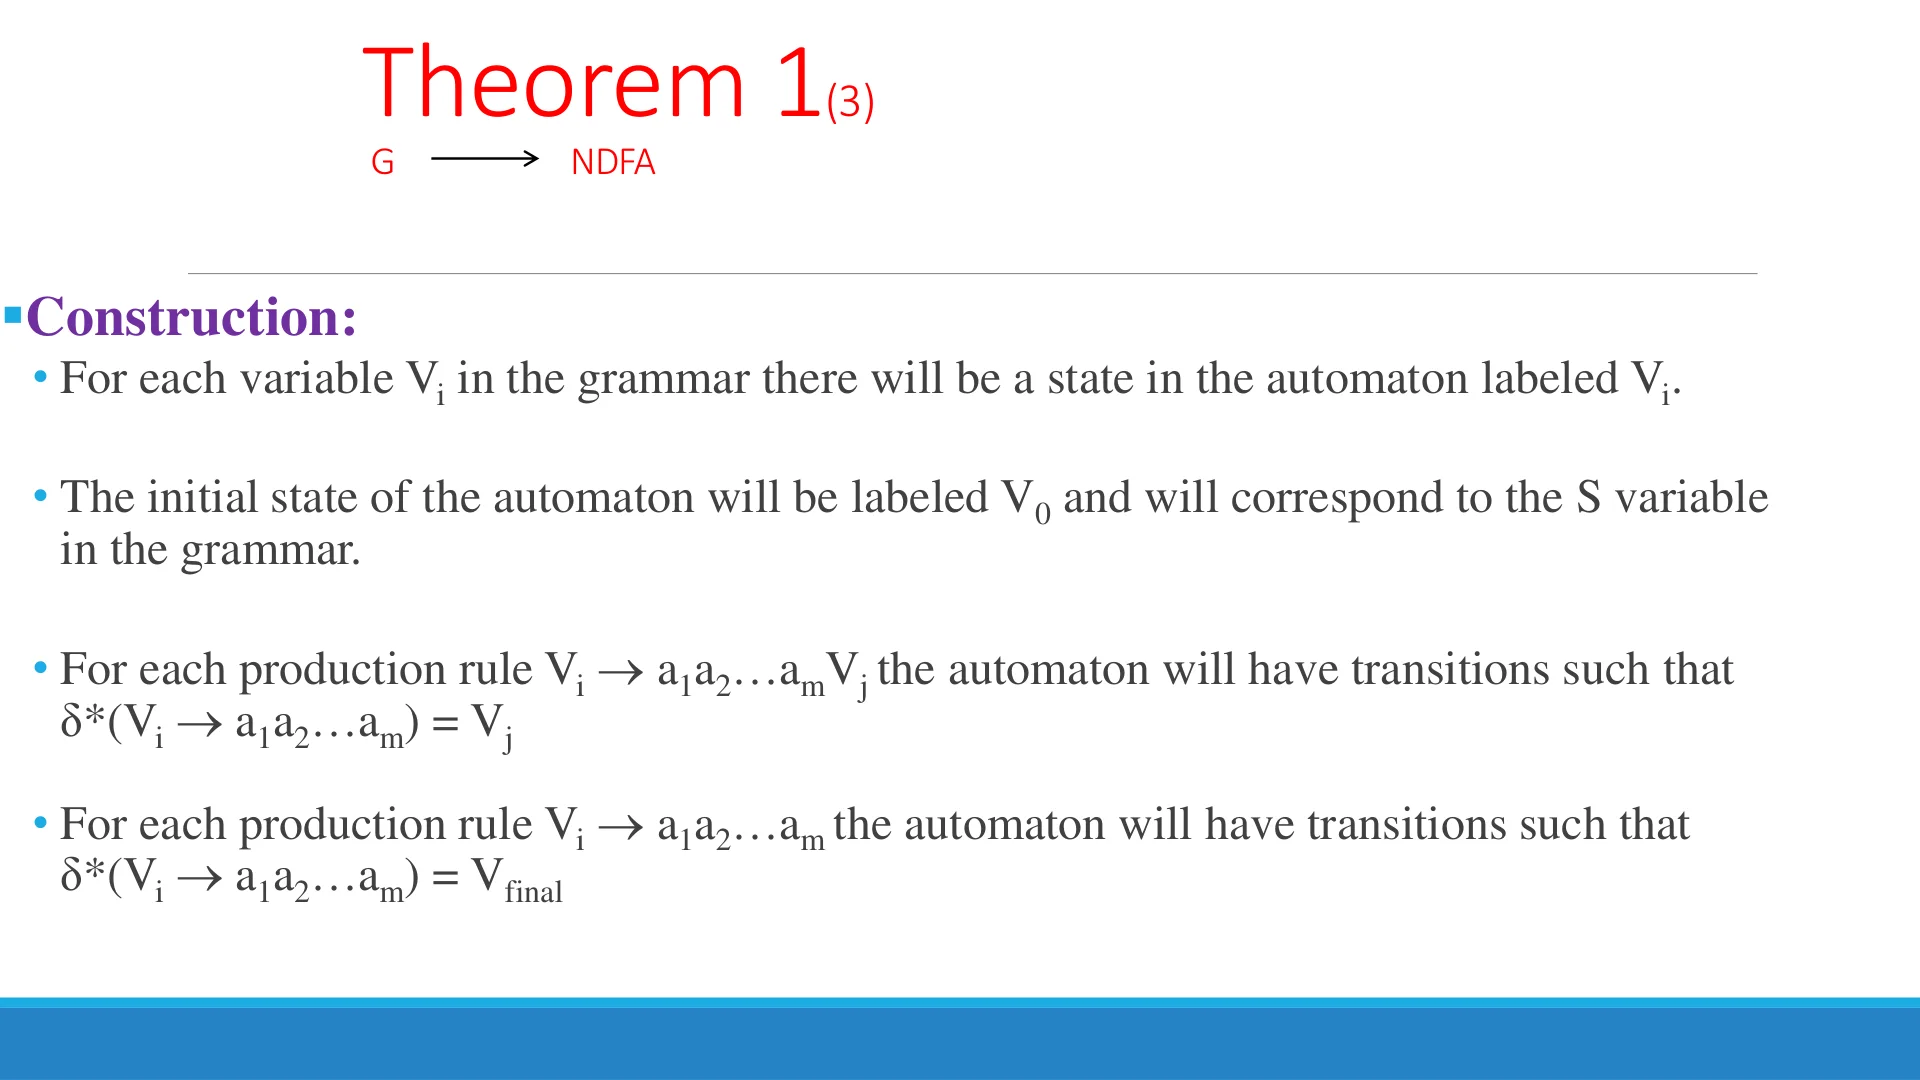 Theorem 1(3)
G ⟶ NDFA
▪Construction:
• For each variable Vi in the grammar there will be a state in the automaton labeled Vi.
• The initial state of the automaton will be labeled V0 and will correspond to the S variable
in the grammar.
• For each production rule Vi → a1a2…amVj the automaton will have transitions such that
δ*(Vi → a1a2…am) = Vj
• For each production rule Vi → a1a2…am the automaton will have transitions such that
δ*(Vi → a1a2…am) = Vfinal